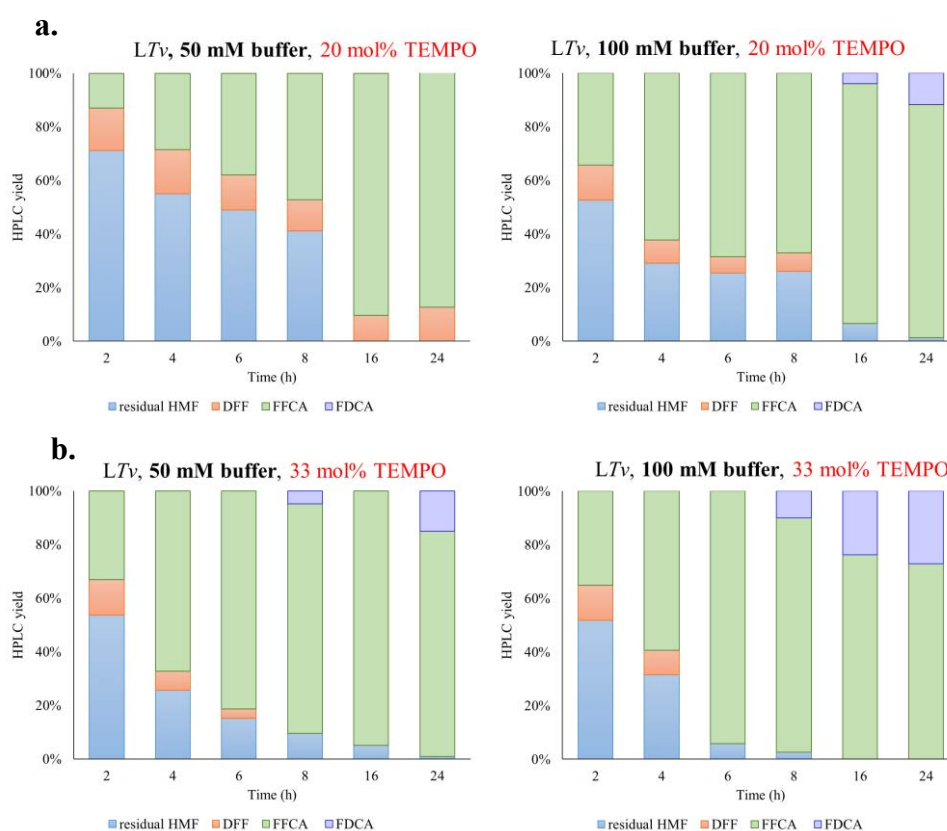 a.
LTv, 50 mM buffer, 20 mol% TEMPO
100%
80%
60%
40%
20%
0%
HPLC yield
2 4 6 8 16 24
Time (h)
residual HMF DFF FFCA FDCA
LTv, 100 mM buffer, 20 mol% TEMPO
100%
80%
60%
40%
20%
0%
HPLC yield
2 4 6 8 16 24
Time (h)
residual HMF DFF FFCA FDCA
b.
LTv, 50 mM buffer, 33 mol% TEMPO
100%
80%
60%
40%
20%
0%
HPLC yield
2 4 6 8 16 24
Time (h)
residual HMF DFF FFCA FDCA
LTv, 100 mM buffer, 33 mol% TEMPO
100%
80%
60%
40%
20%
0%
HPLC yield
2 4 6 8 16 24
Time (h)
residual HMF DFF FFCA FDCA